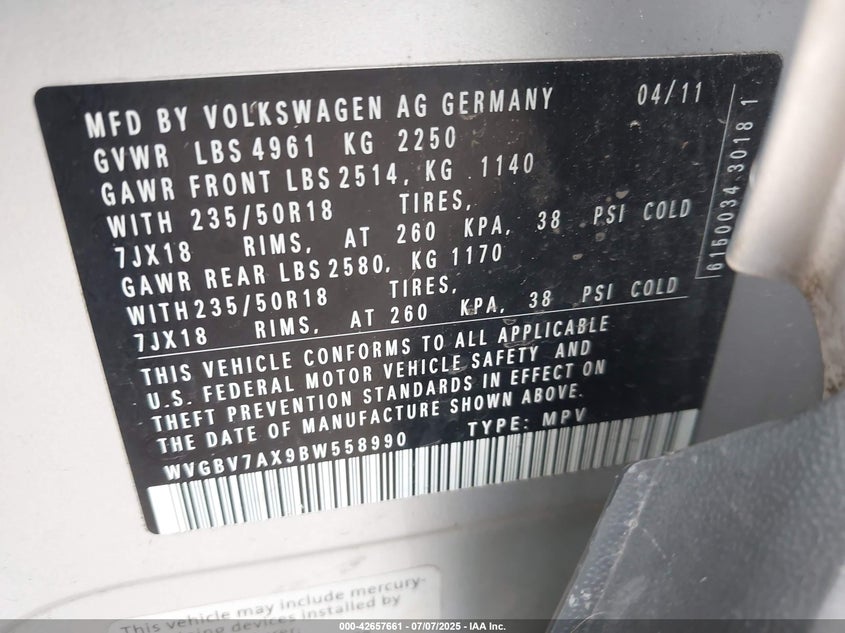 MFD BY VOLKSWAGEN AG GERMANY 04/11
GVWR LBS 4961 KG 2250
GAWR FRONT LBS 2514, KG 1140
WITH 235/50R18 TIRES,
7JX18 RIMS, AT 260 KPA, 38 PSI COLD
GAWR REAR LBS 2580, KG 1170
WITH235/50R18 TIRES,
7JX18 RIMS, AT 260 KPA, 38 PSI COLD
THIS VEHICLE CONFORMS TO ALL APPLICABLE
U.S. FEDERAL MOTOR VEHICLE SAFETY AND
THEFT PREVENTION STANDARDS IN EFFECT ON
THE DATE OF MANUFACTURE SHOWN ABOVE.
WVGBV7AX9BW558990 TYPE: MPV
6150034 30181
This vehicle may include mercury-
devices installed by
000-42657661 - 07/07/2025 - IAA Inc.